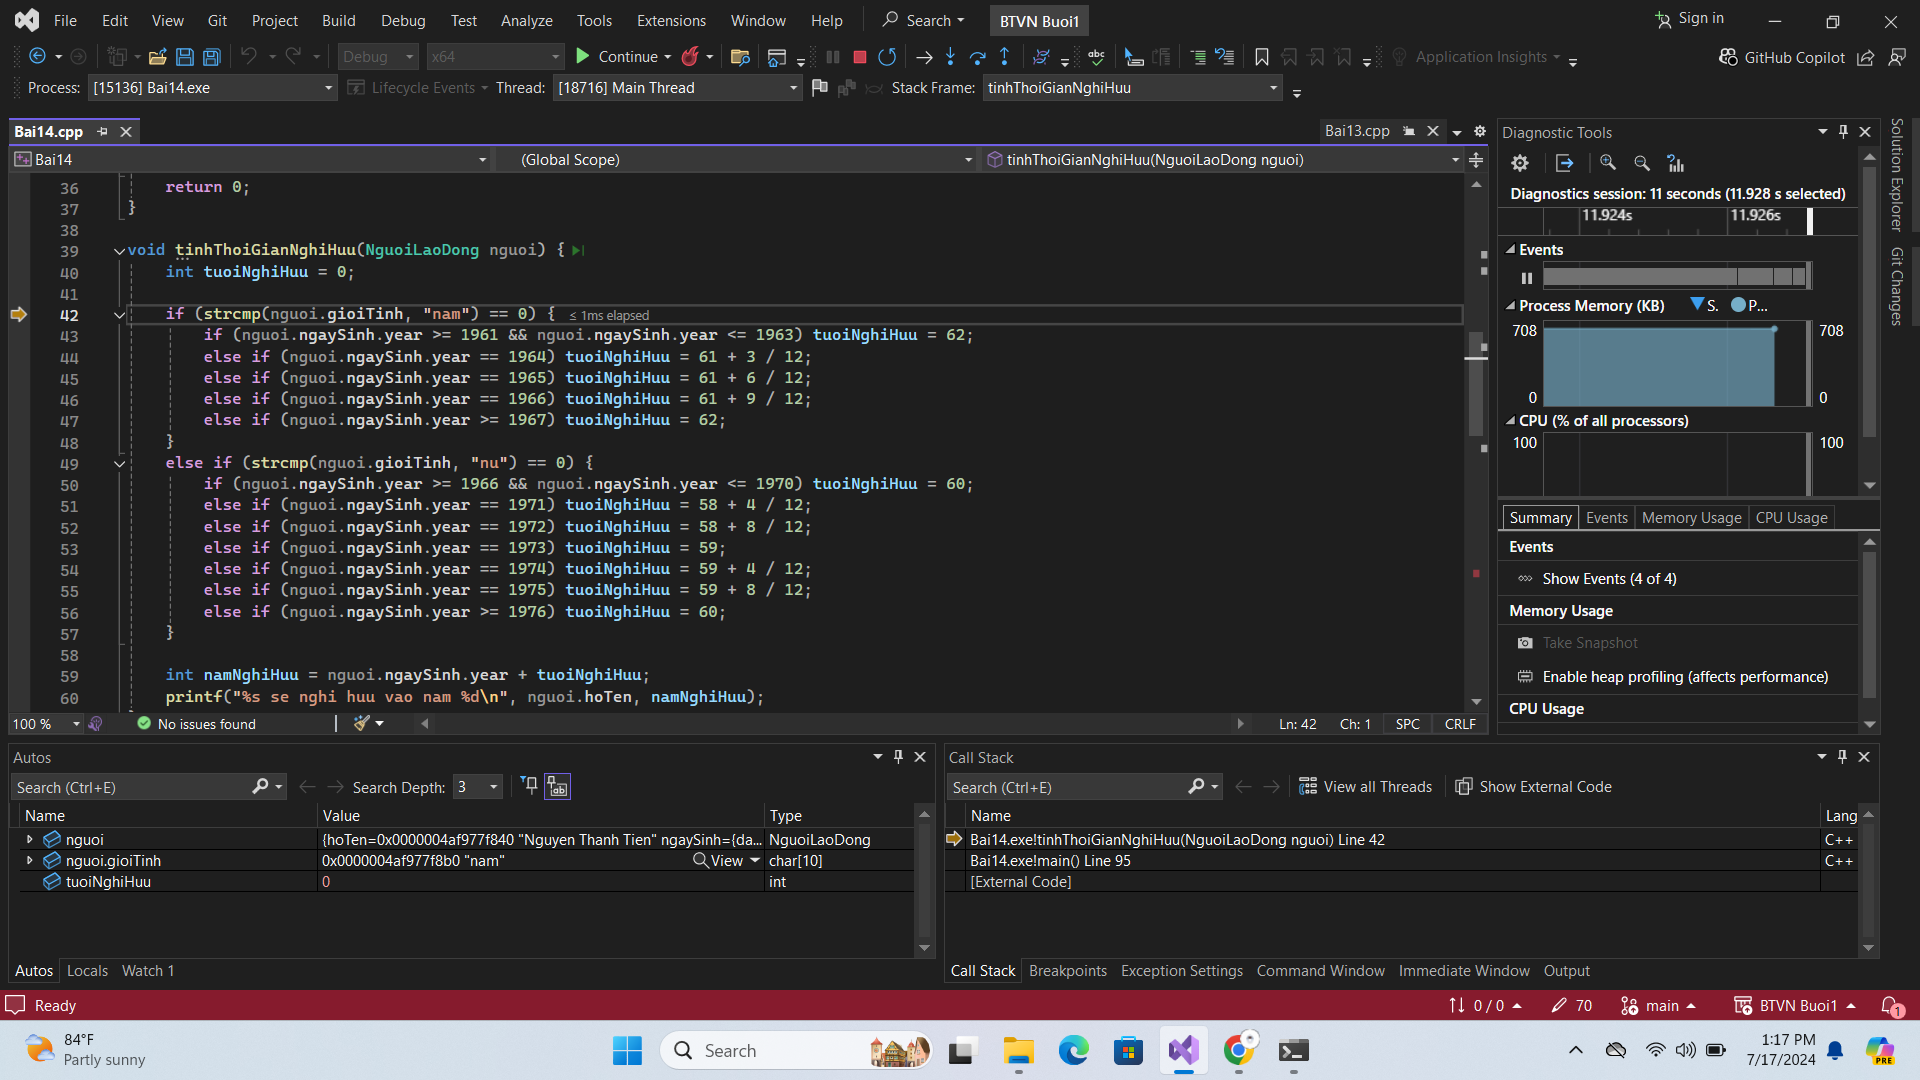 File Edit View Git Project Build Debug Test Analyze Tools Extensions Window Help Search BTVN Buoi1 Sign in
Debug x64 Continue Application Insights GitHub Copilot
Process: [15136] Bai14.exe Lifecycle Events Thread: [18716] Main Thread Stack Frame: tinhThoiGianNghiHuu
Bai14.cpp Bai13.cpp
Bai14 (Global Scope) tinhThoiGianNghiHuu(NguoiLaoDong nguoi)
36 return 0;
37 }
38
39 void tinhThoiGianNghiHuu(NguoiLaoDong nguoi) {
40 int tuoiNghiHuu = 0;
41
42 if (strcmp(nguoi.gioiTinh, "nam") == 0) { ≤ 1ms elapsed
43 if (nguoi.ngaySinh.year >= 1961 && nguoi.ngaySinh.year <= 1963) tuoiNghiHuu = 62;
44 else if (nguoi.ngaySinh.year == 1964) tuoiNghiHuu = 61 + 3 / 12;
45 else if (nguoi.ngaySinh.year == 1965) tuoiNghiHuu = 61 + 6 / 12;
46 else if (nguoi.ngaySinh.year == 1966) tuoiNghiHuu = 61 + 9 / 12;
47 else if (nguoi.ngaySinh.year >= 1967) tuoiNghiHuu = 62;
48 }
49 else if (strcmp(nguoi.gioiTinh, "nu") == 0) {
50 if (nguoi.ngaySinh.year >= 1966 && nguoi.ngaySinh.year <= 1970) tuoiNghiHuu = 60;
51 else if (nguoi.ngaySinh.year == 1971) tuoiNghiHuu = 58 + 4 / 12;
52 else if (nguoi.ngaySinh.year == 1972) tuoiNghiHuu = 58 + 8 / 12;
53 else if (nguoi.ngaySinh.year == 1973) tuoiNghiHuu = 59;
54 else if (nguoi.ngaySinh.year == 1974) tuoiNghiHuu = 59 + 4 / 12;
55 else if (nguoi.ngaySinh.year == 1975) tuoiNghiHuu = 59 + 8 / 12;
56 else if (nguoi.ngaySinh.year >= 1976) tuoiNghiHuu = 60;
57 }
58
59 int namNghiHuu = nguoi.ngaySinh.year + tuoiNghiHuu;
60 printf("%s se nghi huu vao nam %d\n", nguoi.hoTen, namNghiHuu);
100 % No issues found Ln: 42 Ch: 1 SPC CRLF
Diagnostic Tools
Diagnostics session: 11 seconds (11.928 s selected)
11.924s 11.926s
Events
Process Memory (KB) S. P...
708 708
0 0
CPU (% of all processors)
100 100
Summary Events Memory Usage CPU Usage
Events
Show Events (4 of 4)
Memory Usage
Take Snapshot
Enable heap profiling (affects performance)
CPU Usage
Solution Explorer
Git Changes
Autos
Search (Ctrl+E) Search Depth: 3
Name Value Type
nguoi {hoTen=0x0000004af977f840 "Nguyen Thanh Tien" ngaySinh={da... NguoiLaoDong
nguoi.gioiTinh 0x0000004af977f8b0 "nam" View char[10]
tuoiNghiHuu 0 int
Autos Locals Watch 1
Call Stack
Search (Ctrl+E) View all Threads Show External Code
Name Lang
Bai14.exe!tinhThoiGianNghiHuu(NguoiLaoDong nguoi) Line 42 C++
Bai14.exe!main() Line 95 C++
[External Code]
Call Stack Breakpoints Exception Settings Command Window Immediate Window Output
Ready 0 / 0 70 main BTVN Buoi1 1
84°F
Partly sunny
Search
PRE
1:17 PM
7/17/2024